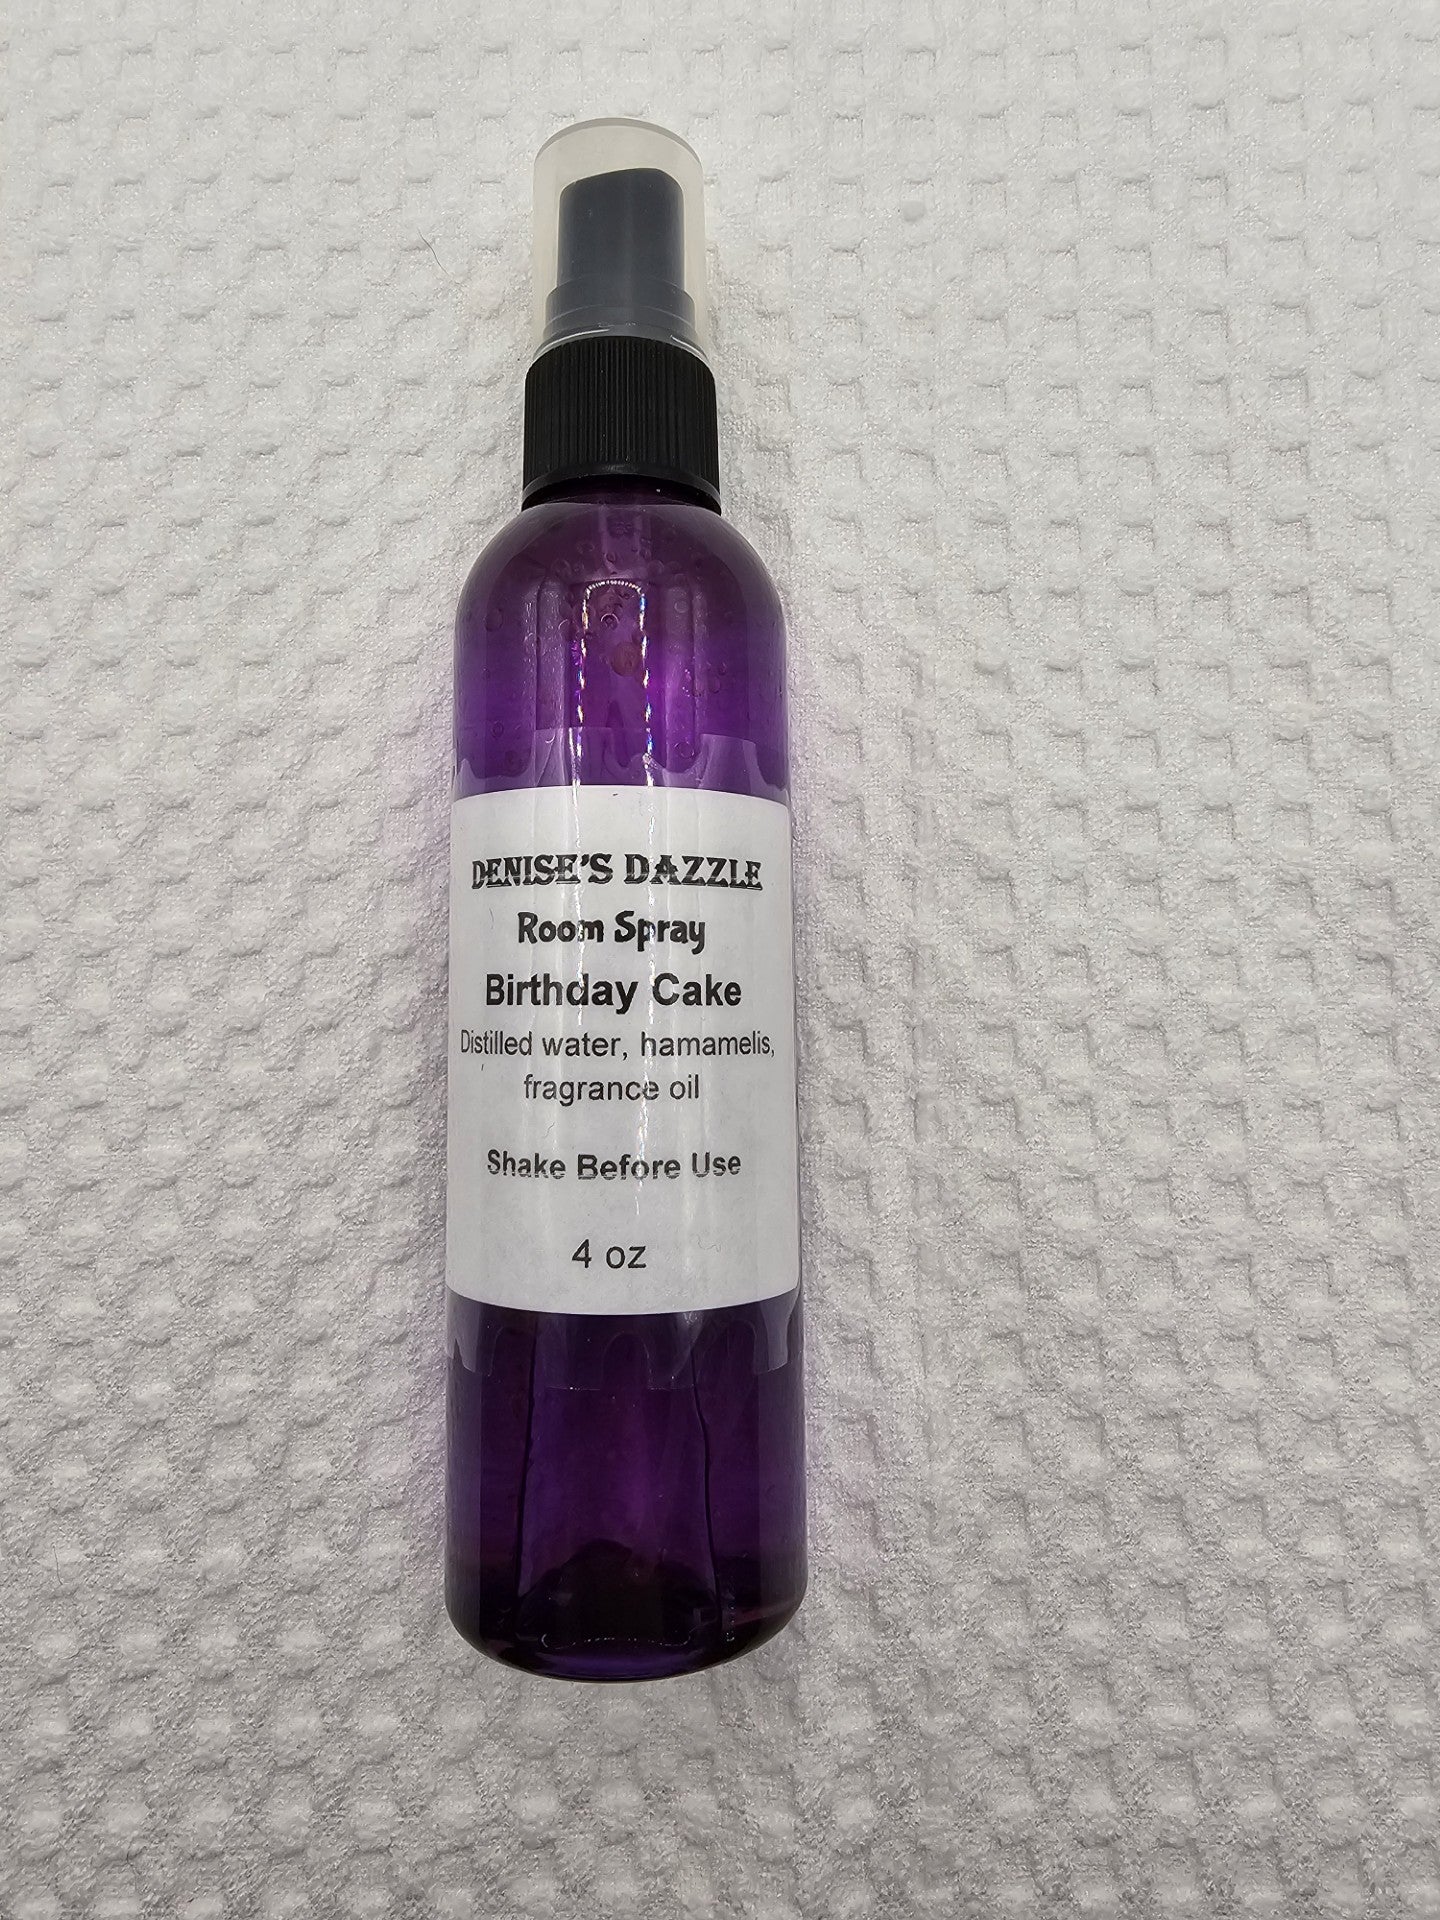 DENISE'S DAZZLE
Room Spray
Birthday Cake
Distilled water, hamamelis,
fragrance oil
Shake Before Use
4 oz